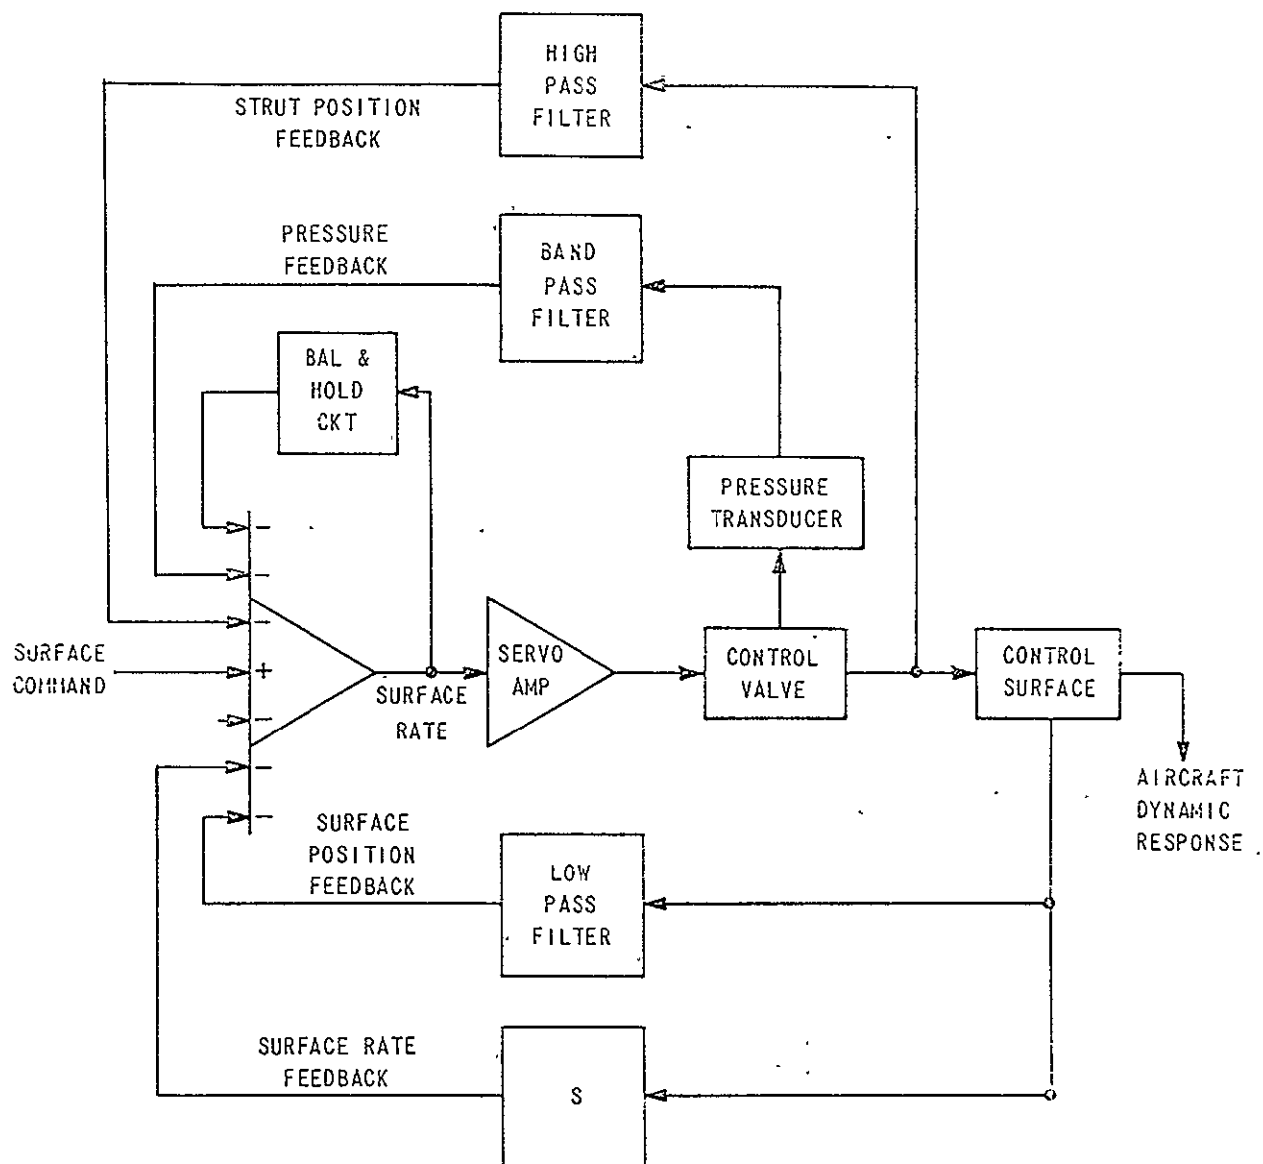 HIGH
PASS
FILTER
STRUT POSITION
FEEDBACK
PRESSURE
FEEDBACK
BAND
PASS
FILTER
BAL &
HOLD
CKT
PRESSURE
TRANSDUCER
-
-
-
+
-
-
-
SURFACE
COMMAND
SURFACE
RATE
SERVO
AMP
CONTROL
VALVE
CONTROL
SURFACE
AIRCRAFT
DYNAMIC
RESPONSE
SURFACE
POSITION
FEEDBACK
LOW
PASS
FILTER
SURFACE RATE
FEEDBACK
S